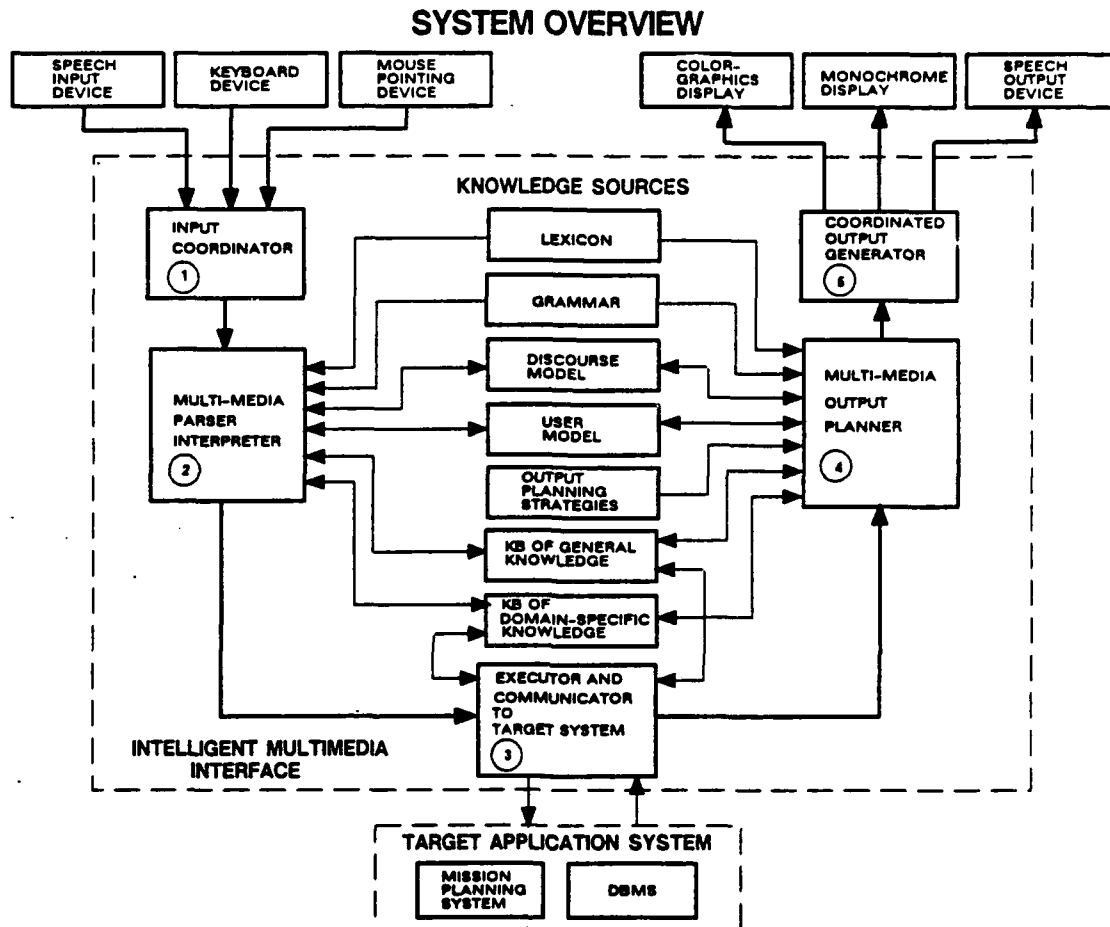 SYSTEM OVERVIEW
SPEECH
INPUT
DEVICE
KEYBOARD
DEVICE
MOUSE
POINTING
DEVICE
COLOR-
GRAPHICS
DISPLAY
MONOCHROME
DISPLAY
SPEECH
OUTPUT
DEVICE
KNOWLEDGE SOURCES
INPUT
COORDINATOR
1
LEXICON
COORDINATED
OUTPUT
GENERATOR
5
GRAMMAR
MULTI-MEDIA
PARSER
INTERPRETER
2
DISCOURSE
MODEL
USER
MODEL
OUTPUT
PLANNING
STRATEGIES
MULTI-MEDIA
OUTPUT
PLANNER
4
KB OF GENERAL
KNOWLEDGE
KB OF
DOMAIN-SPECIFIC
KNOWLEDGE
EXECUTOR AND
COMMUNICATOR
TO
TARGET SYSTEM
3
INTELLIGENT MULTIMEDIA
INTERFACE
TARGET APPLICATION SYSTEM
MISSION
PLANNING
SYSTEM
DBMS